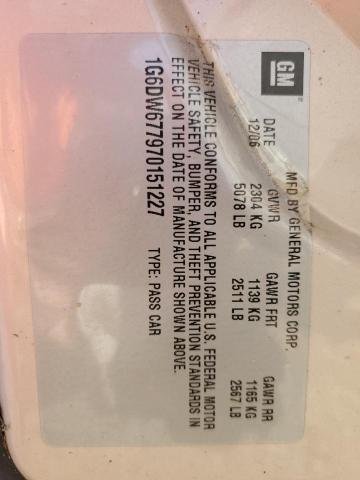 GM
MFD BY GENERAL MOTORS CORP.
DATE GVWR GAWR FRT GAWR RR
12/06 2304 KG 1139 KG 1165 KG
5078 LB 2511 LB 2567 LB
THIS VEHICLE CONFORMS TO ALL APPLICABLE U.S. FEDERAL MOTOR
VEHICLE SAFETY, BUMPER, AND THEFT PREVENTION STANDARDS IN
EFFECT ON THE DATE OF MANUFACTURE SHOWN ABOVE.
1G6DW677970151227 TYPE: PASS CAR